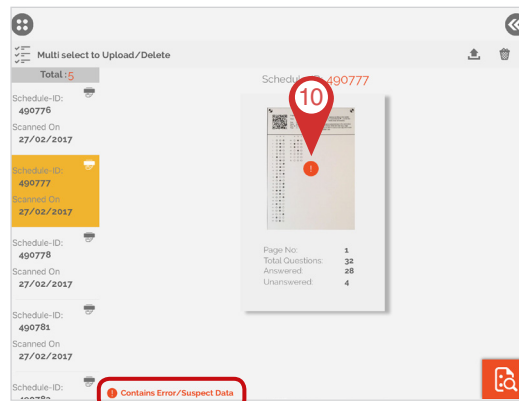 Multi select to Upload/Delete
Total : 5
Schedule-ID: 490777
10
Schedule-ID:
490776
Scanned On
27/02/2017
Schedule-ID:
490777
Scanned On
27/02/2017
Schedule-ID:
490778
Scanned On
27/02/2017
Schedule-ID:
490781
Scanned On
27/02/2017
Schedule-ID:
!
Page No: 1
Total Questions: 32
Answered: 28
Unanswered: 4
! Contains Error/Suspect Data